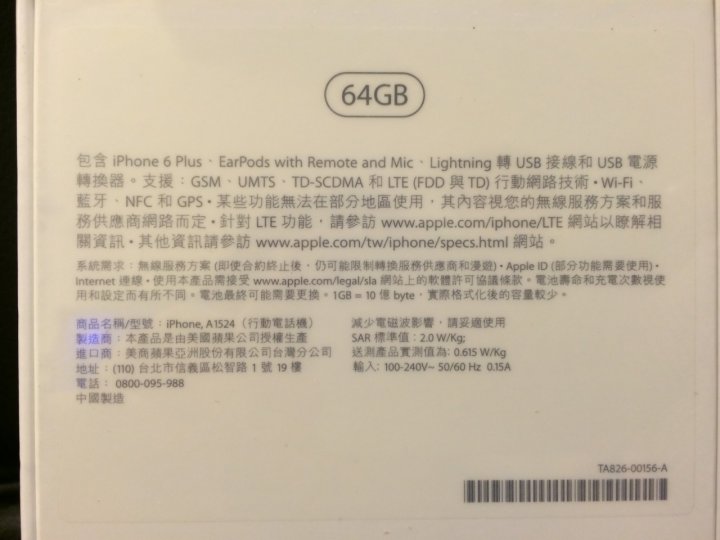 64GB
包含 iPhone 6 Plus、EarPods with Remote and Mic、Lightning 轉 USB 接線和 USB 電源
轉換器。支援:GSM、UMTS、TD-SCDMA 和 LTE (FDD 與 TD) 行動網路技術・Wi-Fi、
藍牙、NFC 和 GPS・某些功能無法在部分地區使用,其內容視您的無線服務方案和服
務供應商網路而定・針對 LTE 功能,請參訪 www.apple.com/iphone/LTE 網站以瞭解相
關資訊・其他資訊請參訪 www.apple.com/tw/iphone/specs.html 網站。
系統需求:無線服務方案 (即使合約終止後,仍可能限制轉換服務供應商和漫遊)・Apple ID (部分功能需要使用)・
Internet 連線・使用本產品需接受 www.apple.com/legal/sla 網站上的軟體許可協議條款。電池壽命和充電次數視使
用和設定而有所不同。電池最終可能需要更換。1GB = 10 億 byte,實際格式化後的容量較少。
商品名稱/型號:iPhone, A1524(行動電話機)
製造商:本產品是由美國蘋果公司授權生產
進口商:美商蘋果亞洲股份有限公司台灣分公司
地址:(110) 台北市信義區松智路 1 號 19 樓
電話: 0800-095-988
中國製造
減少電磁波影響,請妥適使用
SAR 標準值:2.0 W/Kg;
送測產品實測值為: 0.615 W/Kg
輸入: 100-240V~ 50/60 Hz 0.15A
TA826-00156-A